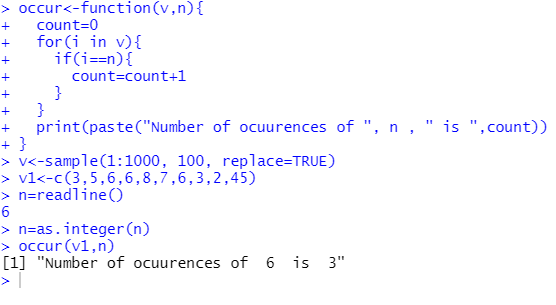 > occur<-function(v,n){
+   count=0
+   for(i in v){
+     if(i==n){
+       count=count+1
+     }
+   }
+   print(paste("Number of ocuurences of ", n , " is ",count))
+ }
> v<-sample(1:1000, 100, replace=TRUE)
> v1<-c(3,5,6,6,8,7,6,3,2,45)
> n=readline()
6
> n=as.integer(n)
> occur(v1,n)
[1] "Number of ocuurences of  6  is  3"
>